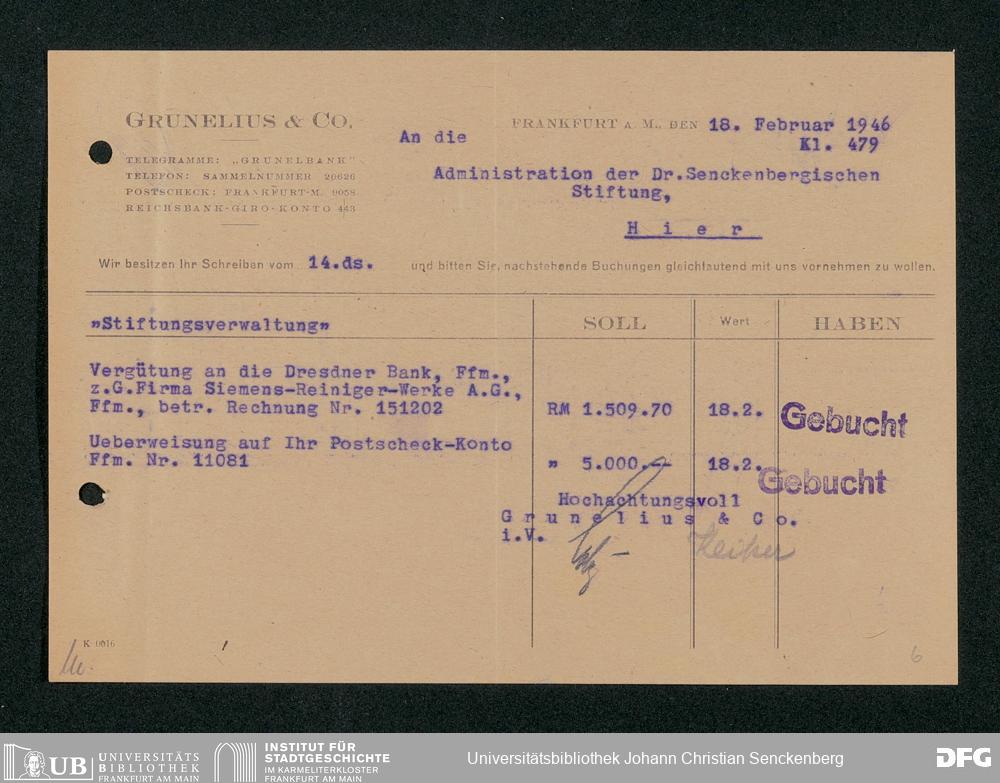 GRUNELIUS & CO.
TELEGRAMME: „GRUNELBANK"
TELEFON: SAMMELNUMMER 20626
POSTSCHECK: FRANKFURT-M. 9058
REICHSBANK-GIRO-KONTO 443
FRANKFURT A. M., DEN 18. Februar 1946
Kl. 479
An die
Administration der Dr.Senckenbergischen
Stiftung,
H i e r
Wir besitzen Ihr Schreiben vom 14.ds. und bitten Sie, nachstehende Buchungen gleichlautend mit uns vornehmen zu wollen.
"Stiftungsverwaltung" SOLL Wert HABEN
Vergütung an die Dresdner Bank, Ffm.,
z.G.Firma Siemens-Reiniger-Werke A.G.,
Ffm., betr. Rechnung Nr. 151202 RM 1.509.70 18.2. Gebucht
Ueberweisung auf Ihr Postscheck-Konto
Ffm. Nr. 11081 " 5.000.-- 18.2. Gebucht
Hochachtungsvoll
G r u n e l i u s & C o.
i.V.
K 0016
6
UB UNIVERSITÄTS
BIBLIOTHEK
FRANKFURT AM MAIN
INSTITUT FÜR
STADTGESCHICHTE
IM KARMELITERKLOSTER
FRANKFURT AM MAIN
Universitätsbibliothek Johann Christian Senckenberg
DFG